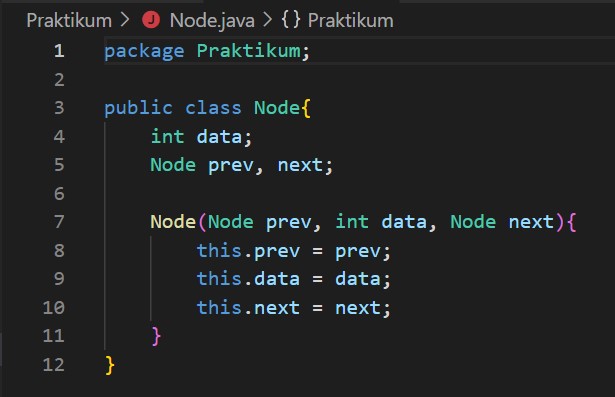 Praktikum > J Node.java > {} Praktikum
1 package Praktikum;
2
3 public class Node{
4 int data;
5 Node prev, next;
6
7 Node(Node prev, int data, Node next){
8 this.prev = prev;
9 this.data = data;
10 this.next = next;
11 }
12 }